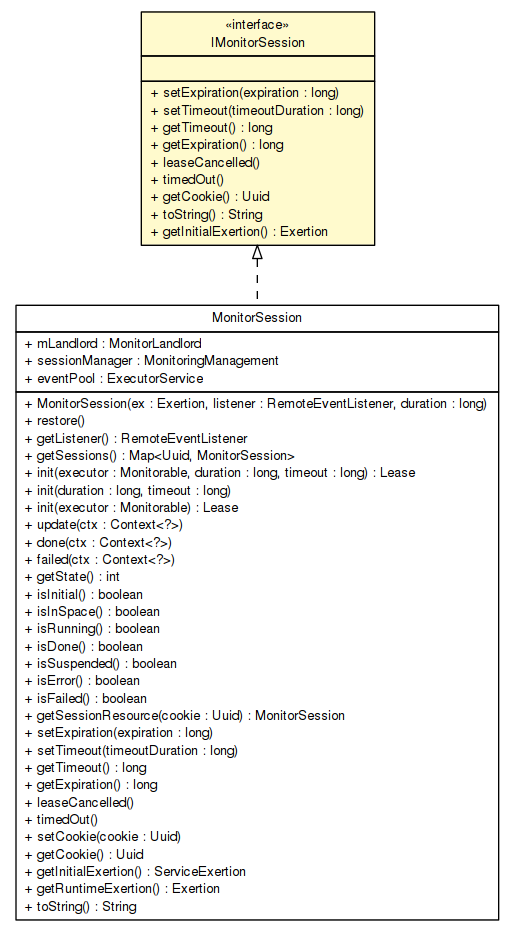 «interface»
IMonitorSession
+ setExpiration(expiration : long)
+ setTimeout(timeoutDuration : long)
+ getTimeout() : long
+ getExpiration() : long
+ leaseCancelled()
+ timedOut()
+ getCookie() : Uuid
+ toString() : String
+ getInitialExertion() : Exertion
MonitorSession
+ mLandlord : MonitorLandlord
+ sessionManager : MonitoringManagement
+ eventPool : ExecutorService
+ MonitorSession(ex : Exertion, listener : RemoteEventListener, duration : long)
+ restore()
+ getListener() : RemoteEventListener
+ getSessions() : Map<Uuid, MonitorSession>
+ init(executor : Monitorable, duration : long, timeout : long) : Lease
+ init(duration : long, timeout : long)
+ init(executor : Monitorable) : Lease
+ update(ctx : Context<?>)
+ done(ctx : Context<?>)
+ failed(ctx : Context<?>)
+ getState() : int
+ isInitial() : boolean
+ isInSpace() : boolean
+ isRunning() : boolean
+ isDone() : boolean
+ isSuspended() : boolean
+ isError() : boolean
+ isFailed() : boolean
+ getSessionResource(cookie : Uuid) : MonitorSession
+ setExpiration(expiration : long)
+ setTimeout(timeoutDuration : long)
+ getTimeout() : long
+ getExpiration() : long
+ leaseCancelled()
+ timedOut()
+ setCookie(cookie : Uuid)
+ getCookie() : Uuid
+ getInitialExertion() : ServiceExertion
+ getRuntimeExertion() : Exertion
+ toString() : String